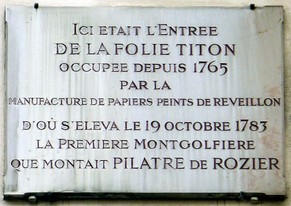 ICI ETAIT L'ENTREE
DE LA FOLIE TITON
OCCUPEE DEPUIS 1765
PAR LA
MANUFACTURE DE PAPIERS PEINTS DE REVEILLON
D'OÙ S'ELEVA LE 19 OCTOBRE 1783
LA PREMIERE MONTGOLFIERE
QUE MONTAIT PILATRE DE ROZIER